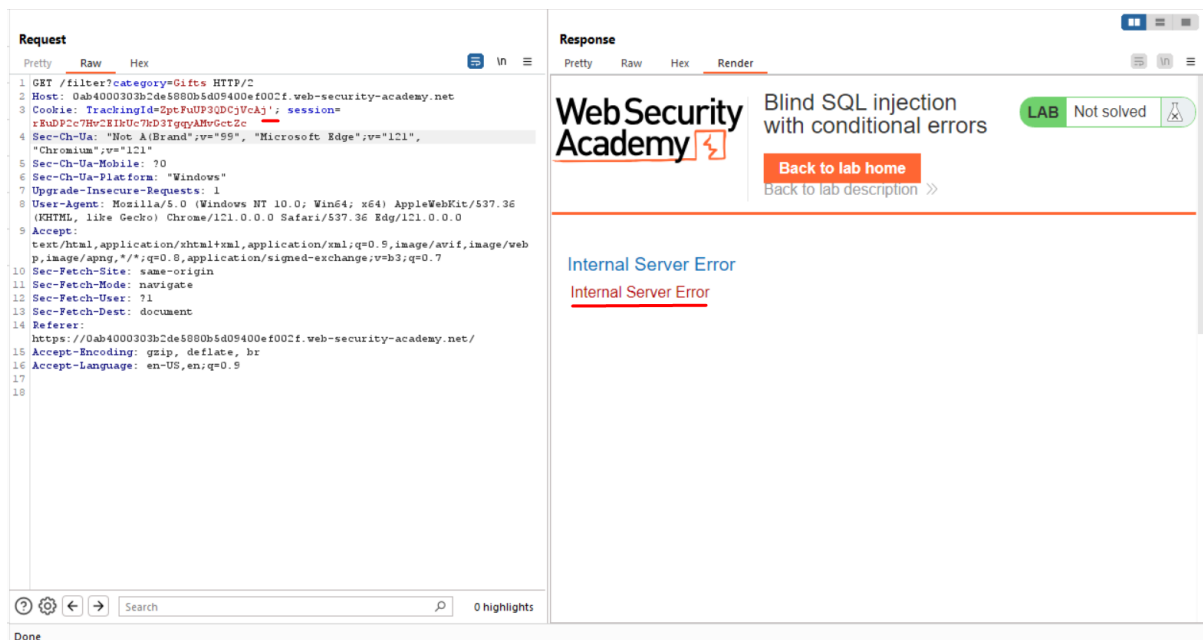 Request
Pretty Raw Hex
\n
1 GET /filter?category=Gifts HTTP/2
2 Host: 0ab4000303b2de5880b5d09400ef002f.web-security-academy.net
3 Cookie: TrackingId=ZptFuUP3QDCjVcAj'; session=
rEuDP2c7Hv2EIkUc7kD3TgqyAMvGctZc
4 Sec-Ch-Ua: "Not A(Brand";v="99", "Microsoft Edge";v="121",
"Chromium";v="121"
5 Sec-Ch-Ua-Mobile: ?0
6 Sec-Ch-Ua-Platform: "Windows"
7 Upgrade-Insecure-Requests: 1
8 User-Agent: Mozilla/5.0 (Windows NT 10.0; Win64; x64) AppleWebKit/537.36
(KHTML, like Gecko) Chrome/121.0.0.0 Safari/537.36 Edg/121.0.0.0
9 Accept:
text/html,application/xhtml+xml,application/xml;q=0.9,image/avif,image/web
p,image/apng,*/*;q=0.8,application/signed-exchange;v=b3;q=0.7
10 Sec-Fetch-Site: same-origin
11 Sec-Fetch-Mode: navigate
12 Sec-Fetch-User: ?1
13 Sec-Fetch-Dest: document
14 Referer:
https://0ab4000303b2de5880b5d09400ef002f.web-security-academy.net/
15 Accept-Encoding: gzip, deflate, br
16 Accept-Language: en-US,en;q=0.9
17
18
Search
0 highlights
Done
Response
Pretty Raw Hex Render
\n
Web Security
Academy
Blind SQL injection
with conditional errors
Back to lab home
Back to lab description
LAB Not solved
Internal Server Error
Internal Server Error